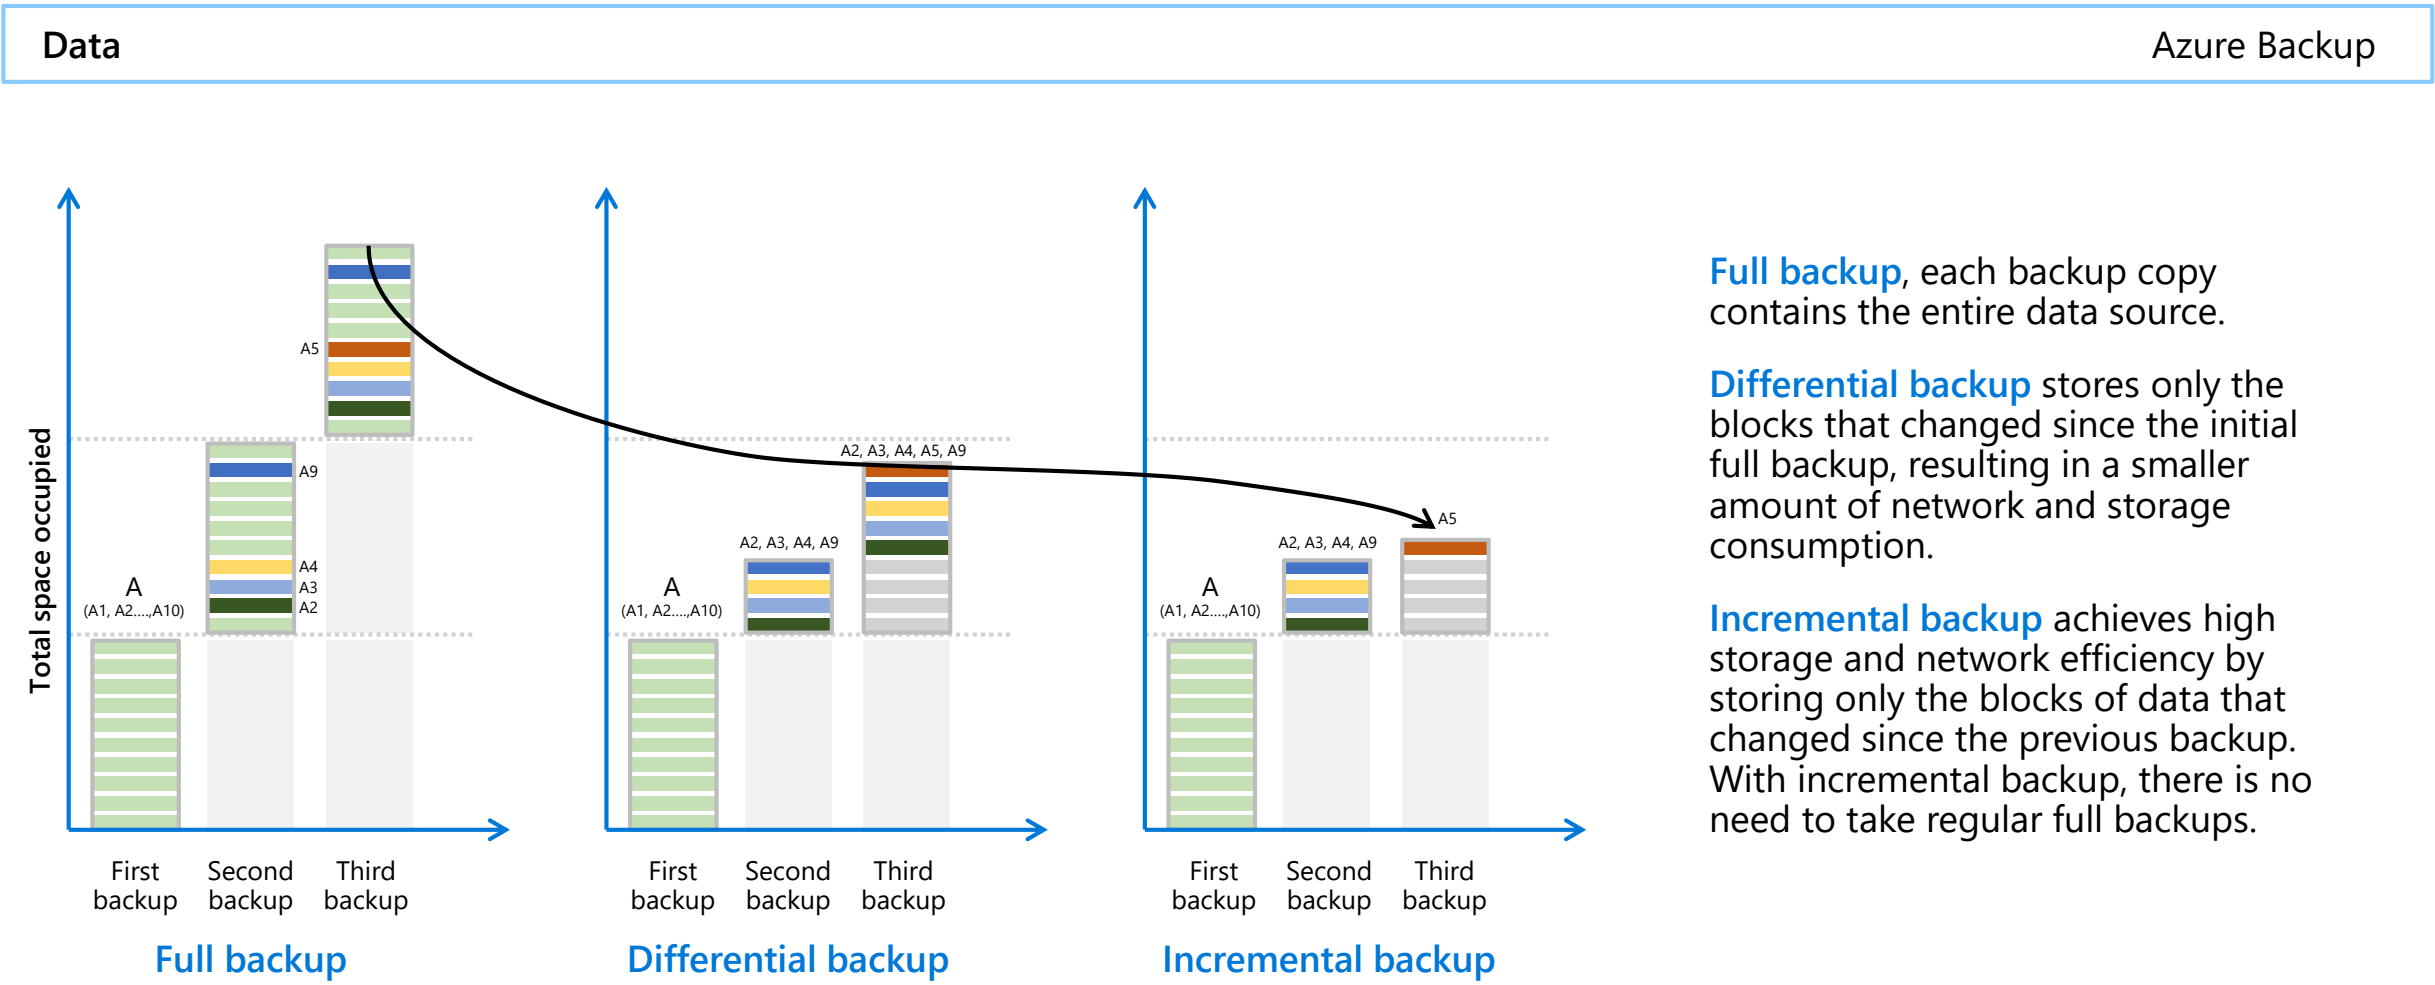 Data
Azure Backup
Total space occupied
A5
A9
A4
A3
A2
A
(A1, A2....,A10)
First
backup
Second
backup
Third
backup
Full backup
A2, A3, A4, A5, A9
A2, A3, A4, A9
A
(A1, A2....,A10)
First
backup
Second
backup
Third
backup
Differential backup
A5
A2, A3, A4, A9
A
(A1, A2....,A10)
First
backup
Second
backup
Third
backup
Incremental backup
Full backup, each backup copy
contains the entire data source.
Differential backup stores only the
blocks that changed since the initial
full backup, resulting in a smaller
amount of network and storage
consumption.
Incremental backup achieves high
storage and network efficiency by
storing only the blocks of data that
changed since the previous backup.
With incremental backup, there is no
need to take regular full backups.